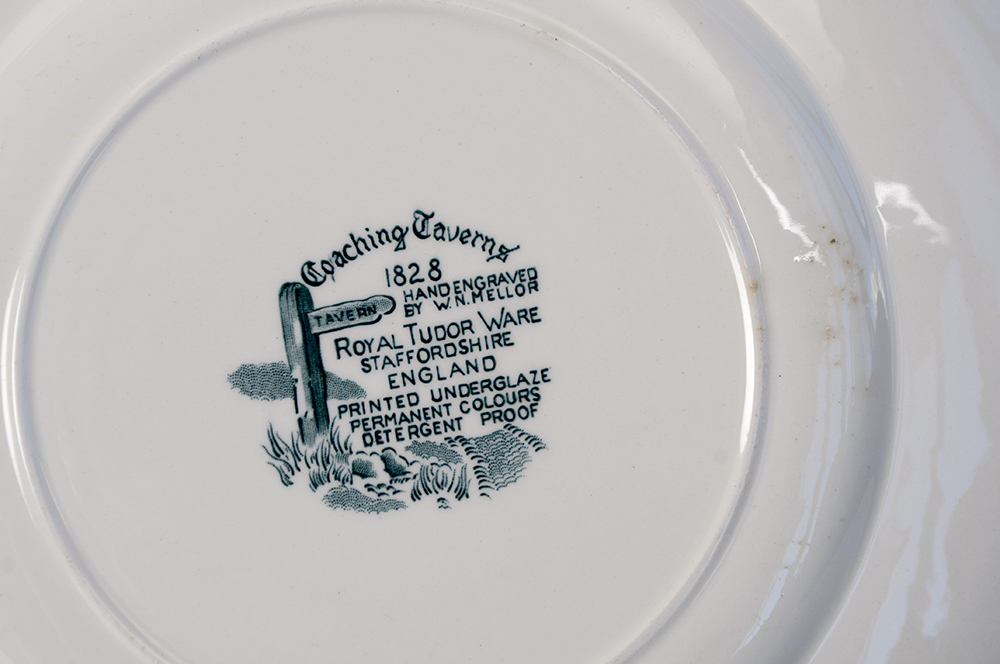 Coaching Taverns
1828
HAND ENGRAVED
BY W.N.MELLOR
TAVERN
ROYAL TUDOR WARE
STAFFORDSHIRE
ENGLAND
PRINTED UNDERGLAZE
PERMANENT COLOURS
DETERGENT PROOF